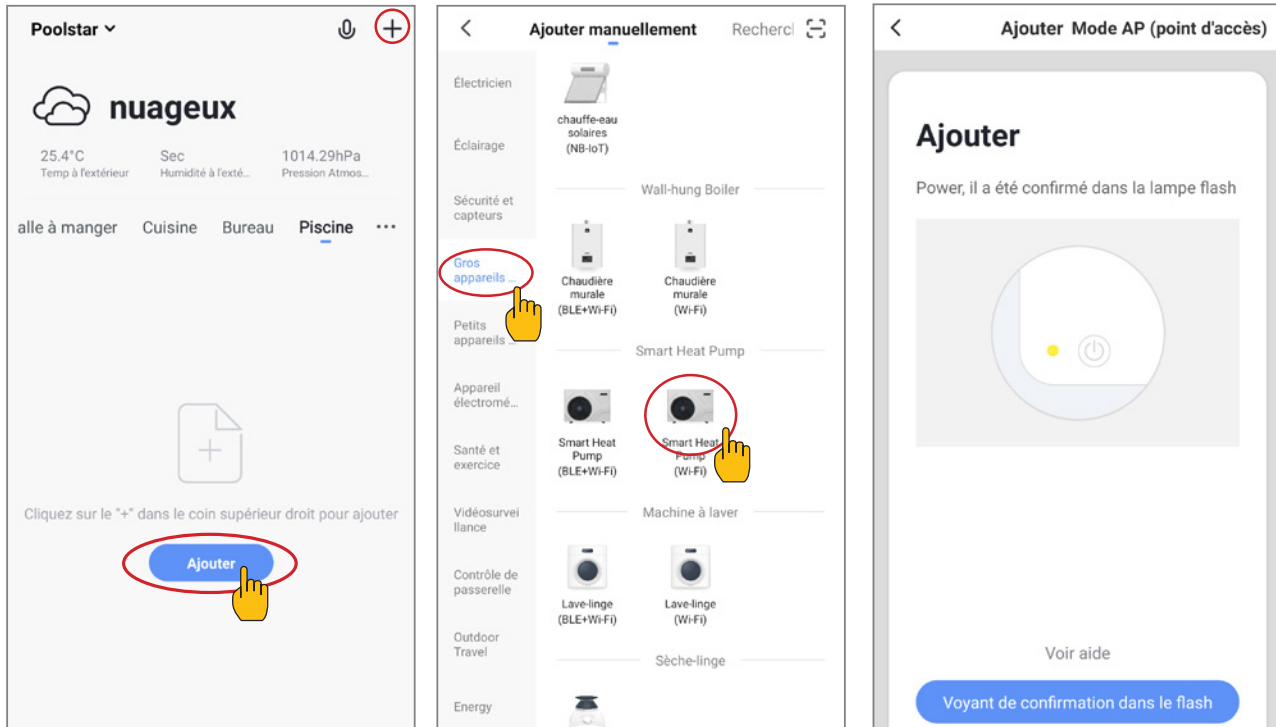 Poolstar
nuageux
25.4°C Sec 1014.29hPa
Temp à l'extérieur Humidité à l'exté... Pression Atmos...
alle à manger Cuisine Bureau Piscine ...
Cliquez sur le "+" dans le coin supérieur droit pour ajouter
Ajouter
Ajouter manuellement Recherc
Électricien
Éclairage
Sécurité et
capteurs
Gros
appareils ...
Petits
appareils ...
Appareil
électromé...
Santé et
exercice
Vidéosurvei
llance
Contrôle de
passerelle
Outdoor
Travel
Energy
chauffe-eau
solaires
(NB-IoT)
Wall-hung Boiler
Chaudière
murale
(BLE+Wi-Fi)
Chaudière
murale
(Wi-Fi)
Smart Heat Pump
Smart Heat
Pump
(BLE+Wi-Fi)
Smart Heat
Pump
(Wi-Fi)
Machine à laver
Lave-linge
(BLE+Wi-Fi)
Lave-linge
(Wi-Fi)
Sèche-linge
Ajouter Mode AP (point d'accès)
Ajouter
Power, il a été confirmé dans la lampe flash
Voir aide
Voyant de confirmation dans le flash